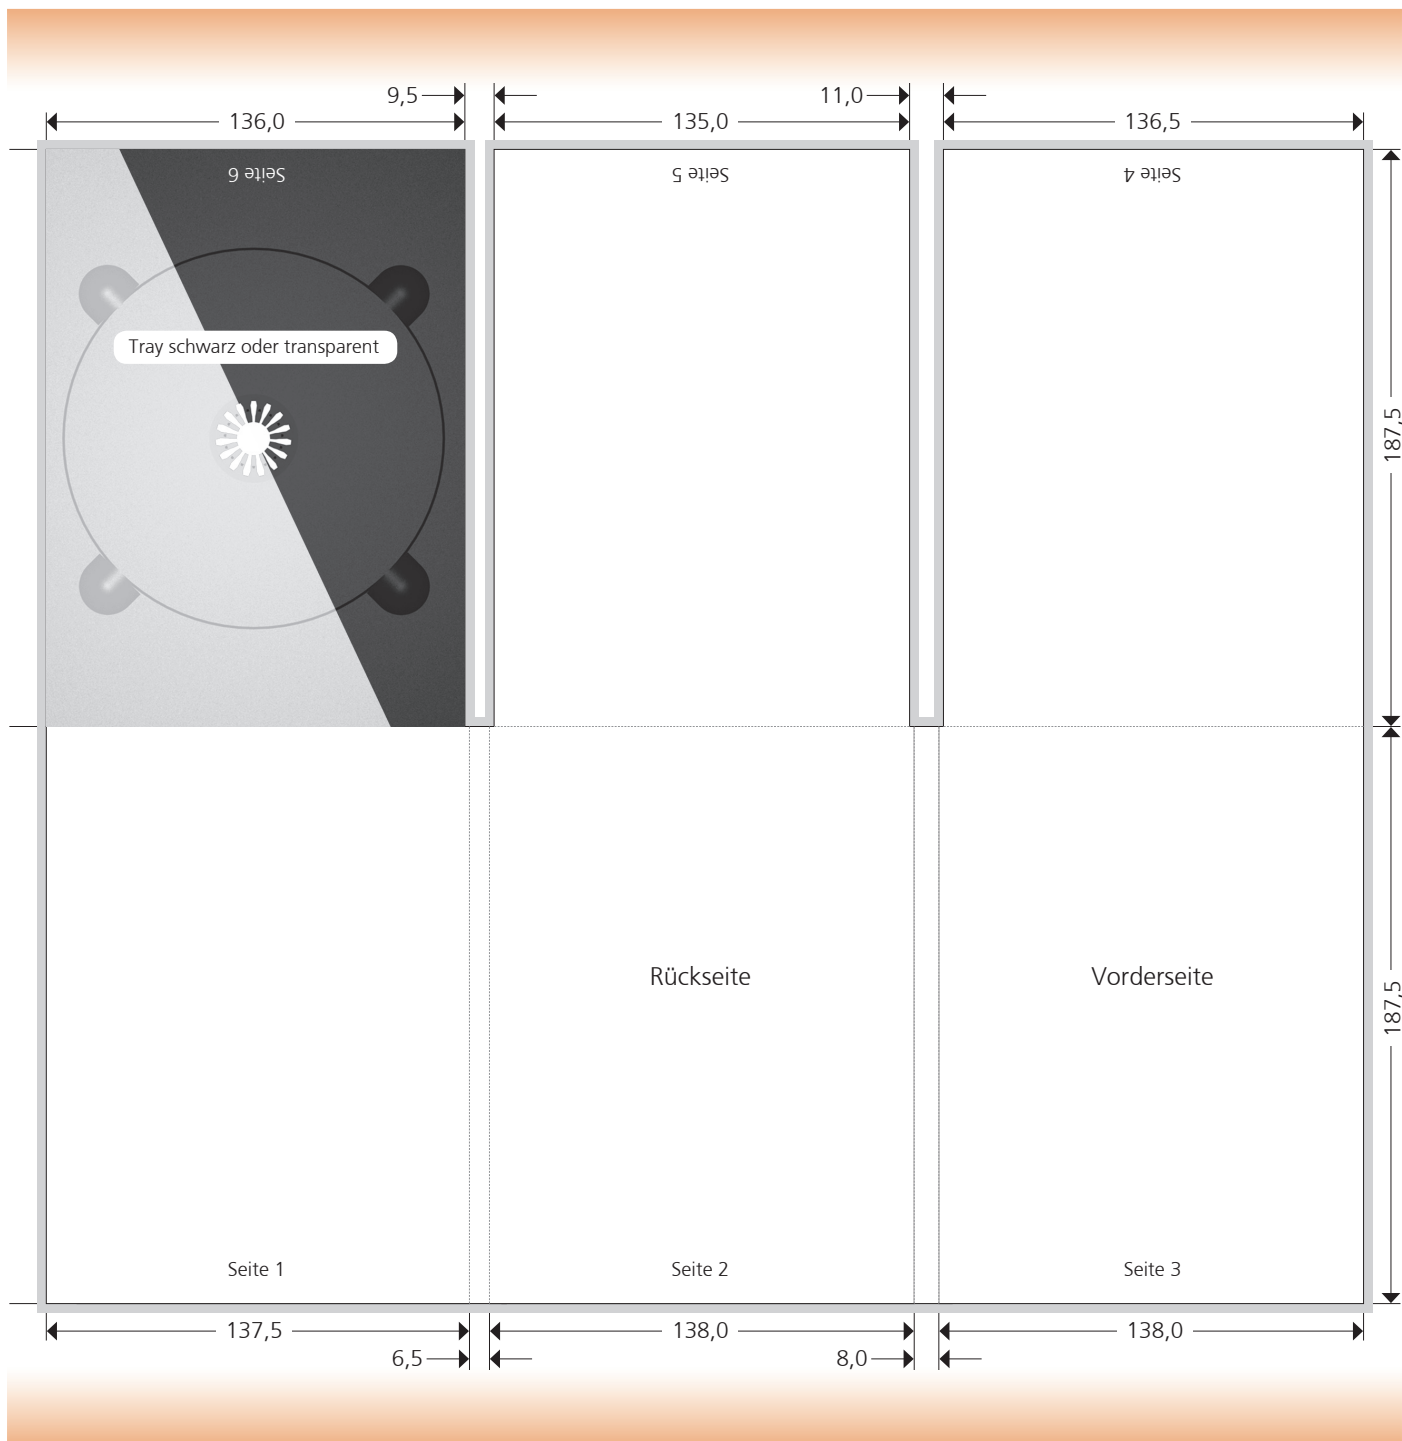 9,5
11,0
136,0
135,0
136,5
Seite 6
Seite 5
Seite 4
Tray schwarz oder transparent
187,5
Rückseite
Vorderseite
187,5
Seite 1
Seite 2
Seite 3
137,5
138,0
138,0
6,5
8,0